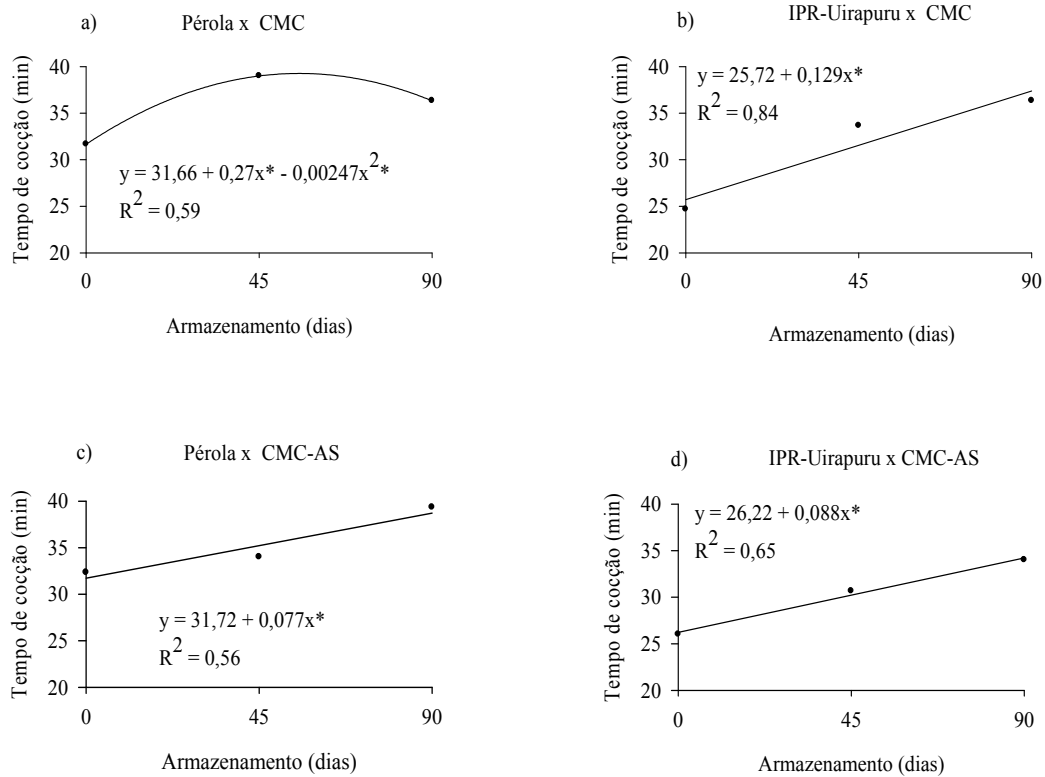 a) Pérola x CMC
Tempo de cocção (min)
40
35
30
25
20
y = 31,66 + 0,27x* - 0,00247x²*
R² = 0,59
0 45 90
Armazenamento (dias)
b) IPR-Uirapuru x CMC
Tempo de cocção (min)
40
35
30
25
20
y = 25,72 + 0,129x*
R² = 0,84
0 45 90
Armazenamento (dias)
c) Pérola x CMC-AS
Tempo de cocção (min)
40
35
30
25
20
y = 31,72 + 0,077x*
R² = 0,56
0 45 90
Armazenamento (dias)
d) IPR-Uirapuru x CMC-AS
Tempo de cocção (min)
40
35
30
25
20
y = 26,22 + 0,088x*
R² = 0,65
0 45 90
Armazenamento (dias)